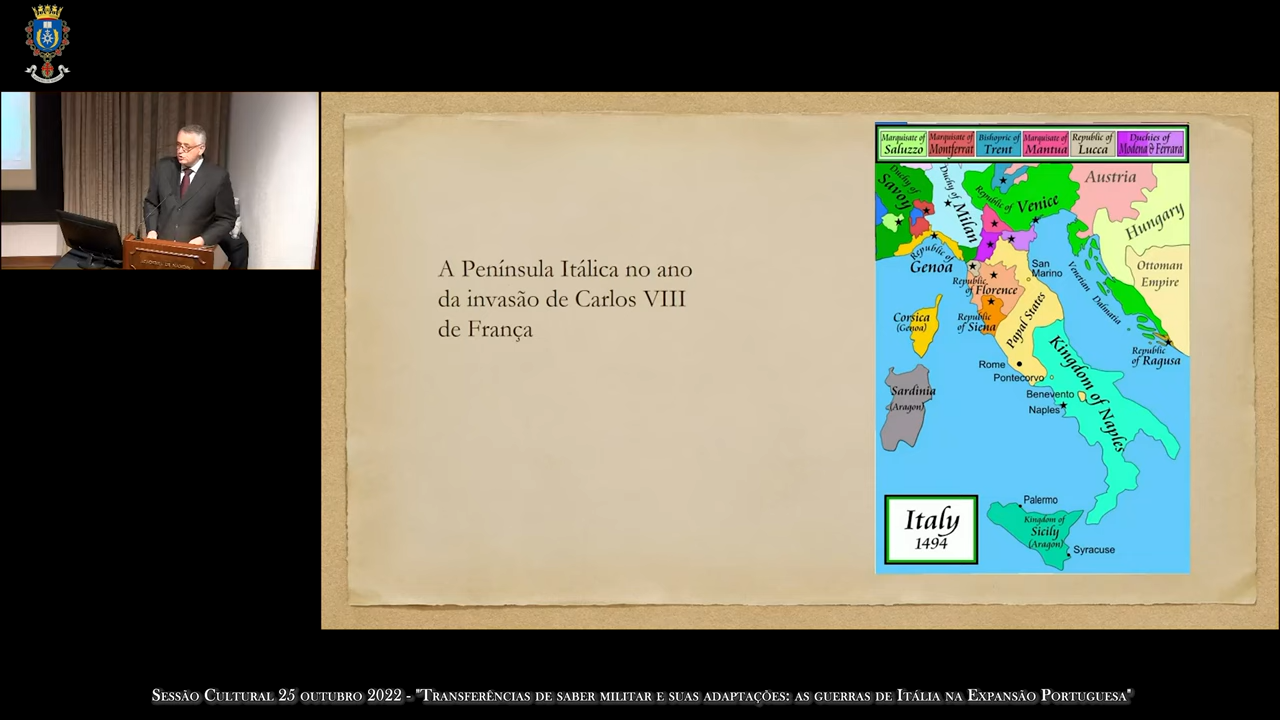 A Península Itálica no ano
da invasão de Carlos VIII
de França
Marquisate of
Saluzzo
Marquisate of
Montferrat
Bishopric of
Trent
Marquisate of
Mantua
Republic of
Lucca
Duchies of
Modena & Ferrara
Duchy of
Savoy
Duchy of
Milan
Republic of
Venice
Austria
Hungary
Republic of
Genoa
San
Marino
Ottoman
Empire
Republic
of Florence
Venetian
Dalmatia
Corsica
(Genoa)
Republic
of Siena
Papal States
Republic
of Ragusa
Rome
Pontecorvo
Kingdom of Naples
Sardinia
(Aragon)
Benevento
Naples
Italy
1494
Palermo
Kingdom of
Sicily
(Aragon)
Syracuse
Sessão Cultural 25 outubro 2022 - "Transferências de saber militar e suas adaptações: as guerras de Itália na Expansão Portuguesa"